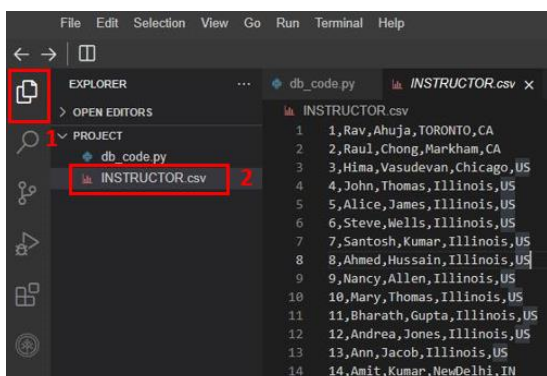 File Edit Selection View Go Run Terminal Help
EXPLORER ...
db_code.py
INSTRUCTOR.csv
OPEN EDITORS
INSTRUCTOR.csv
1 PROJECT
db_code.py
INSTRUCTOR.csv 2
1 1,Rav,Ahuja,TORONTO,CA
2 2,Raul,Chong,Markham,CA
3 3,Hima,Vasudevan,Chicago,US
4 4,John,Thomas,Illinois,US
5 5,Alice,James,Illinois,US
6 6,Steve,Wells,Illinois,US
7 7,Santosh,Kumar,Illinois,US
8 8,Ahmed,Hussain,Illinois,US
9 9,Nancy,Allen,Illinois,US
10 10,Mary,Thomas,Illinois,US
11 11,Bharath,Gupta,Illinois,US
12 12,Andrea,Jones,Illinois,US
13 13,Ann,Jacob,Illinois,US
14 14,Amit,Kumar,NewDelhi,IN